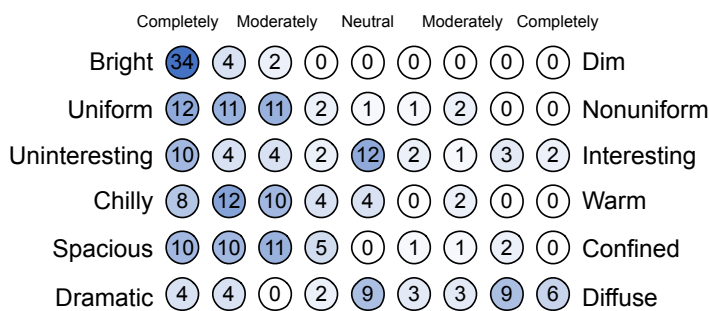 Completely Moderately Neutral Moderately Completely
Bright 34 4 2 0 0 0 0 0 0 Dim
Uniform 12 11 11 2 1 1 2 0 0 Nonuniform
Uninteresting 10 4 4 2 12 2 1 3 2 Interesting
Chilly 8 12 10 4 4 0 2 0 0 Warm
Spacious 10 10 11 5 0 1 1 2 0 Confined
Dramatic 4 4 0 2 9 3 3 9 6 Diffuse